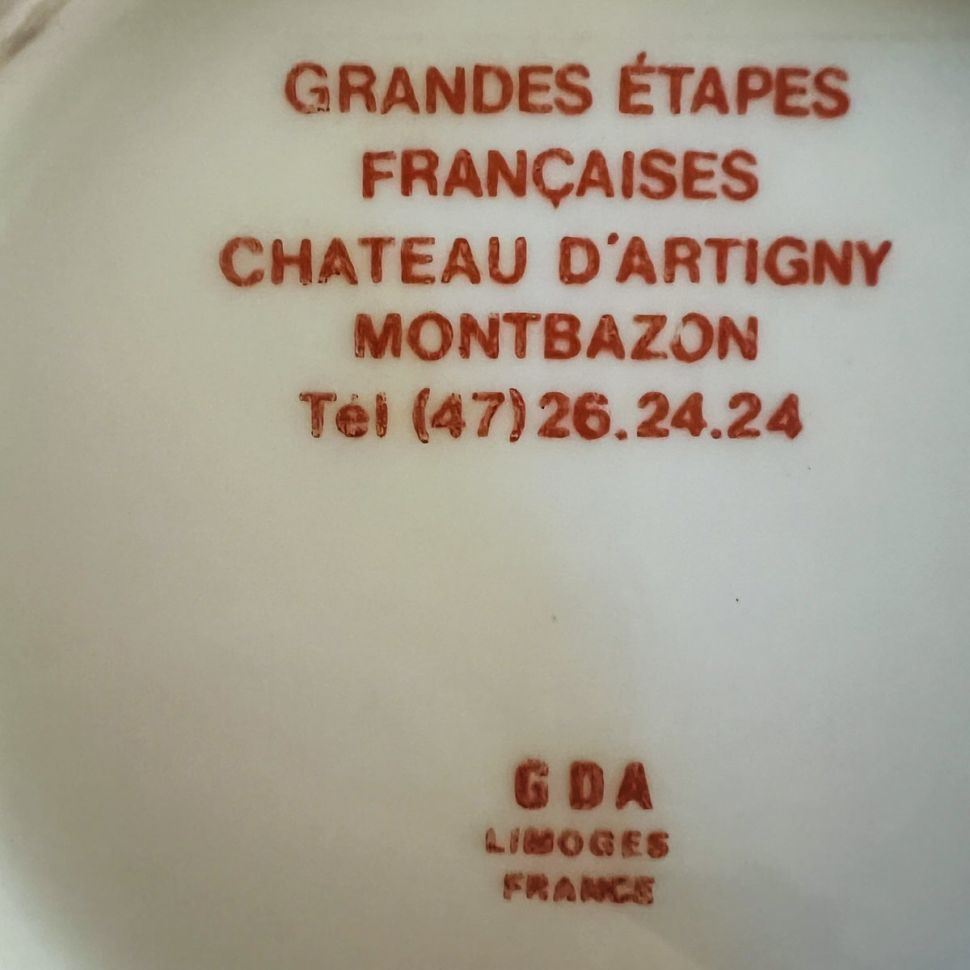 GRANDES ÉTAPES
FRANÇAISES
CHATEAU D'ARTIGNY
MONTBAZON
Tél (47) 26.24.24
GDA
LIMOGES
FRANCE